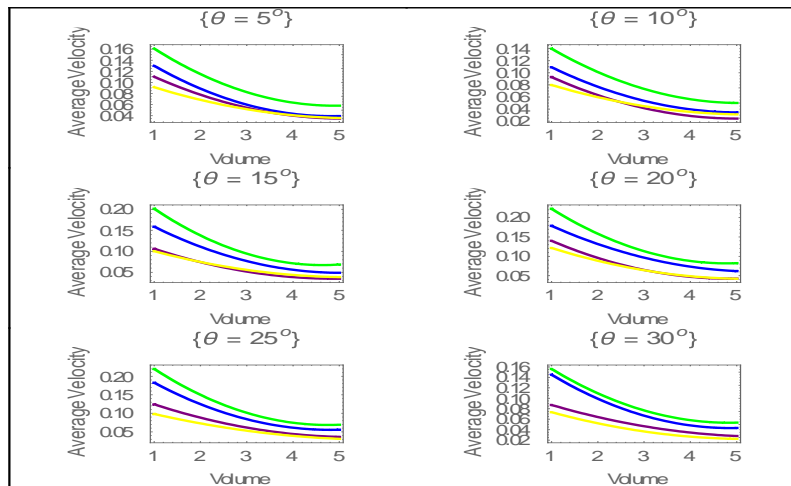 {θ = 5°}
{θ = 10°}
Average Velocity
0.16
0.14
0.12
0.10
0.08
0.06
0.04
1 2 3 4 5
Volume
Average Velocity
0.14
0.12
0.10
0.08
0.06
0.04
0.02
1 2 3 4 5
Volume
{θ = 15°}
{θ = 20°}
Average Velocity
0.20
0.15
0.10
0.05
1 2 3 4 5
Volume
Average Velocity
0.20
0.15
0.10
0.05
1 2 3 4 5
Volume
{θ = 25°}
{θ = 30°}
Average Velocity
0.20
0.15
0.10
0.05
1 2 3 4 5
Volume
Average Velocity
0.16
0.14
0.12
0.10
0.08
0.06
0.04
0.02
1 2 3 4 5
Volume